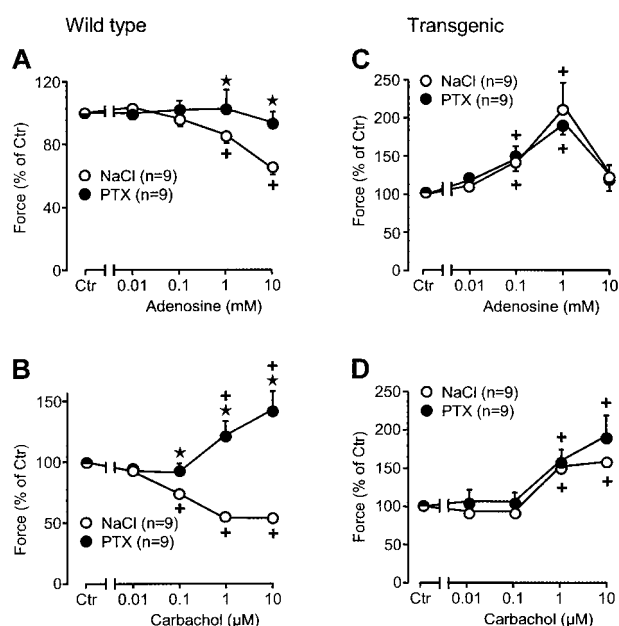 Wild type
Transgenic
A
120
80
40
0
Force (% of Ctr)
★
★
+
+
NaCl (n=9)
PTX (n=9)
Ctr
0.01
0.1
1
10
Adenosine (mM)
C
250
200
150
100
50
0
Force (% of Ctr)
NaCl (n=9)
PTX (n=9)
+
+
+
+
Ctr
0.01
0.1
1
10
Adenosine (mM)
B
150
100
50
0
Force (% of Ctr)
+
★
+
★
★
+
+
+
NaCl (n=9)
PTX (n=9)
Ctr
0.01
0.1
1
10
Carbachol (µM)
D
250
200
150
100
50
0
Force (% of Ctr)
NaCl (n=9)
PTX (n=9)
+
+
+
+
Ctr
0.01
0.1
1
10
Carbachol (µM)